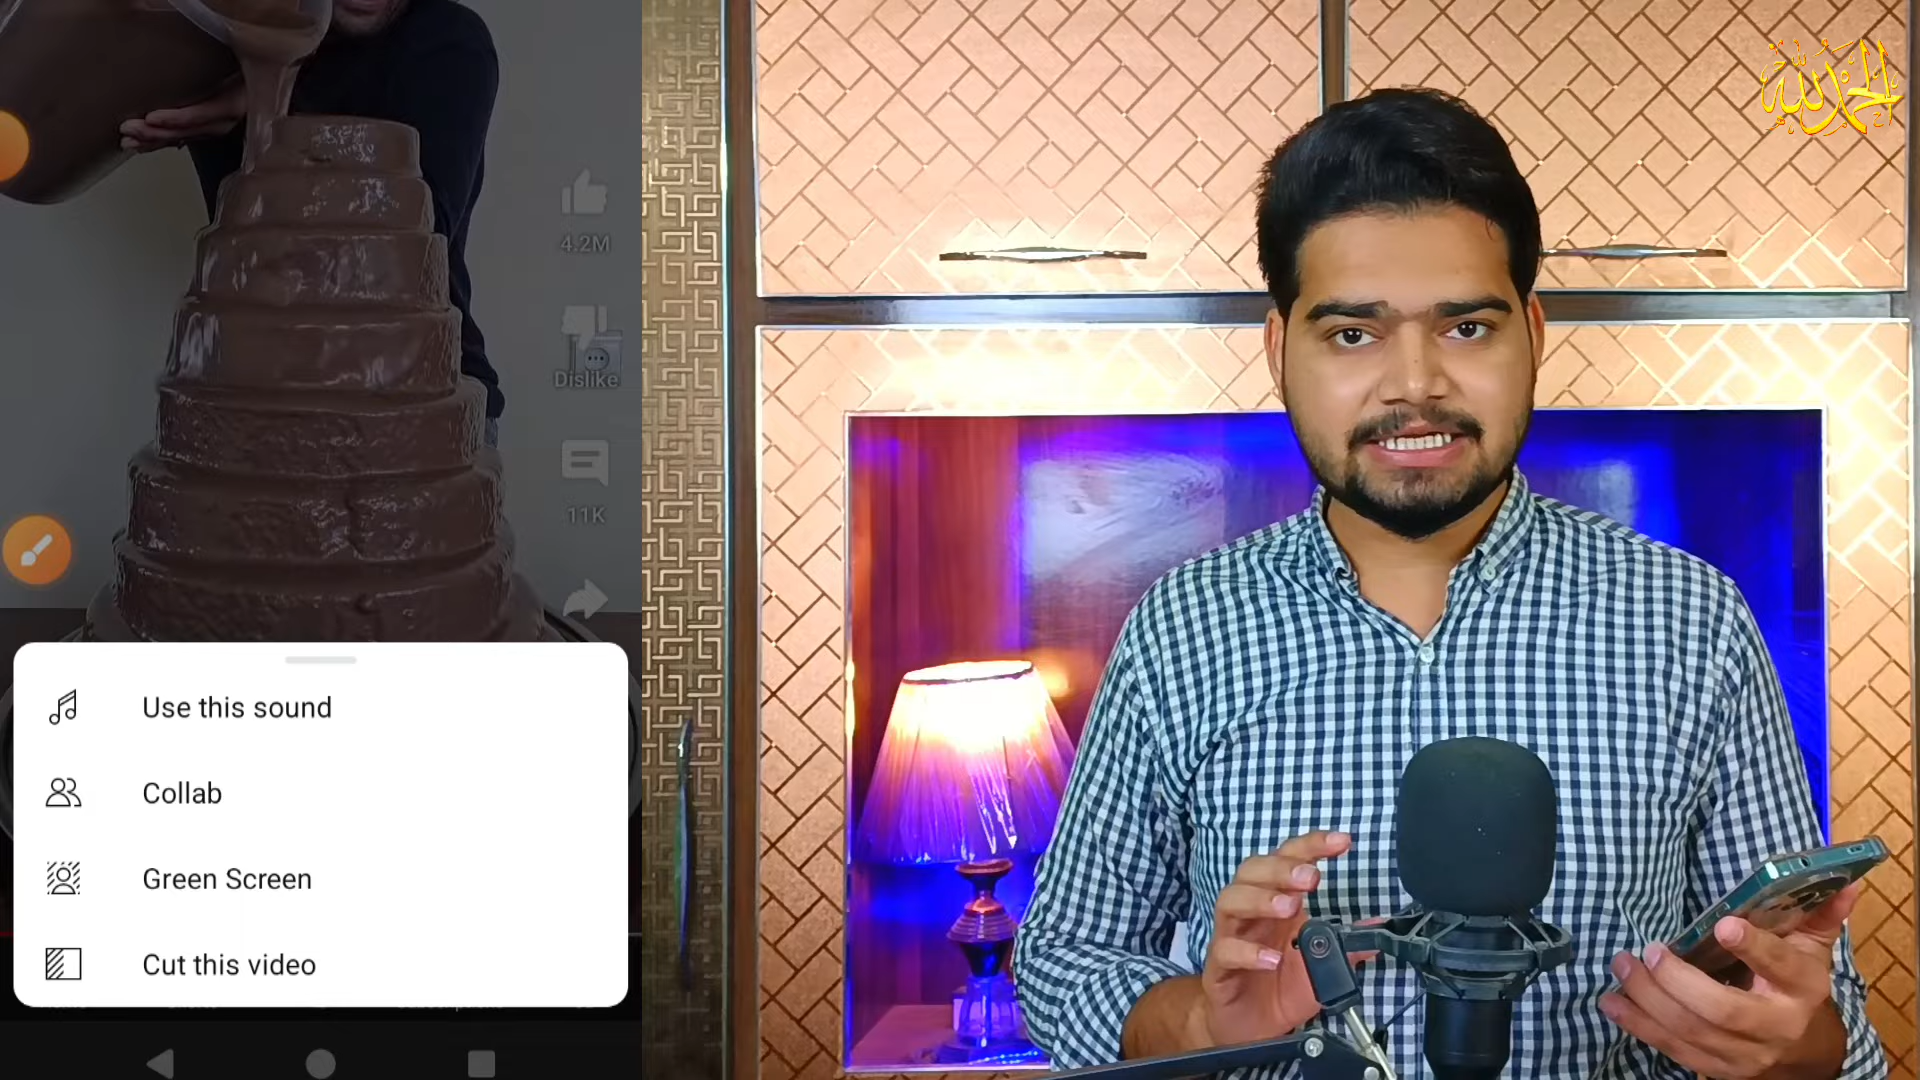 الحمد لله
4.2M
Dislike
11K
Use this sound
Collab
Green Screen
Cut this video